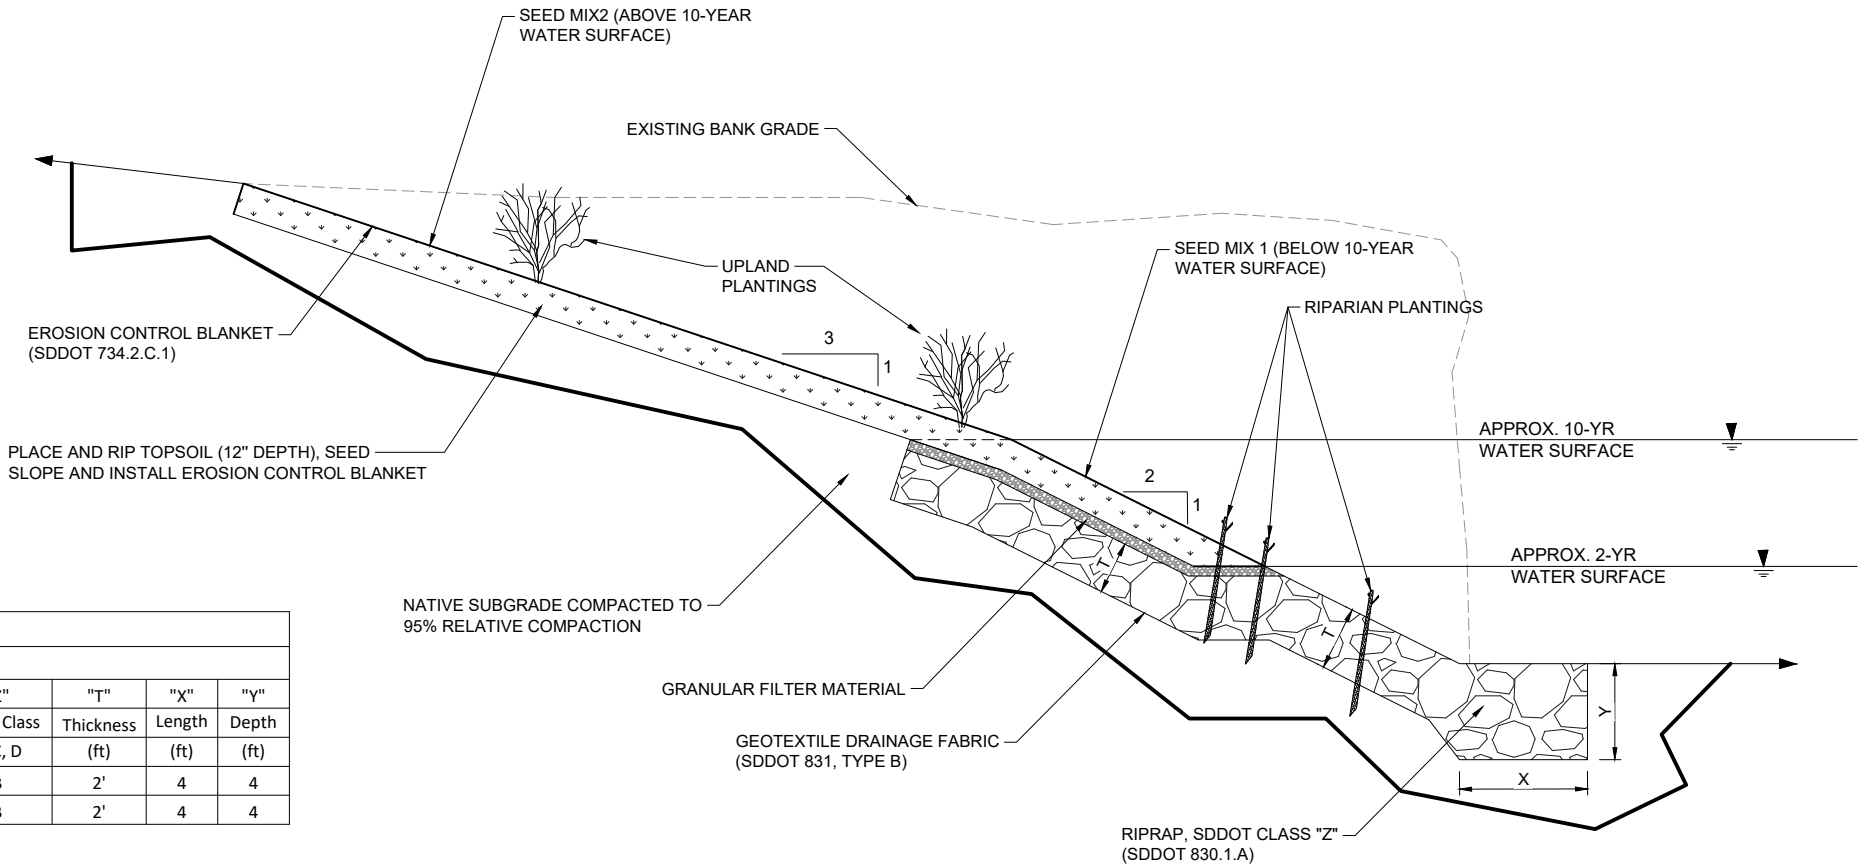 SEED MIX2 (ABOVE 10-YEAR
WATER SURFACE)
EXISTING BANK GRADE
SEED MIX 1 (BELOW 10-YEAR
WATER SURFACE)
UPLAND
PLANTINGS
RIPARIAN PLANTINGS
EROSION CONTROL BLANKET
(SDDOT 734.2.C.1)
3
1
PLACE AND RIP TOPSOIL (12" DEPTH), SEED
SLOPE AND INSTALL EROSION CONTROL BLANKET
APPROX. 10-YR
WATER SURFACE
2
1
APPROX. 2-YR
WATER SURFACE
T
T
NATIVE SUBGRADE COMPACTED TO
95% RELATIVE COMPACTION
GRANULAR FILTER MATERIAL
GEOTEXTILE DRAINAGE FABRIC
(SDDOT 831, TYPE B)
Y
X
RIPRAP, SDDOT CLASS "Z"
(SDDOT 830.1.A)
"T" "X" "Y"
Class Thickness Length Depth
, D (ft) (ft) (ft)
2' 4 4
2' 4 4